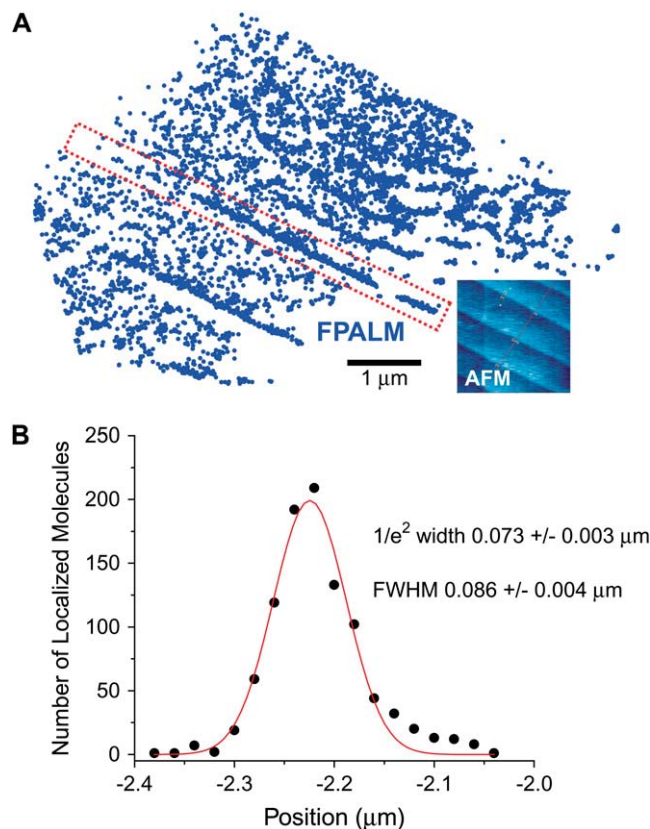 A
FPALM
1 μm
AFM
B
Number of Localized Molecules
250
200
150
100
50
0
1/e² width 0.073 +/- 0.003 μm
FWHM 0.086 +/- 0.004 μm
-2.4 -2.3 -2.2 -2.1 -2.0
Position (μm)